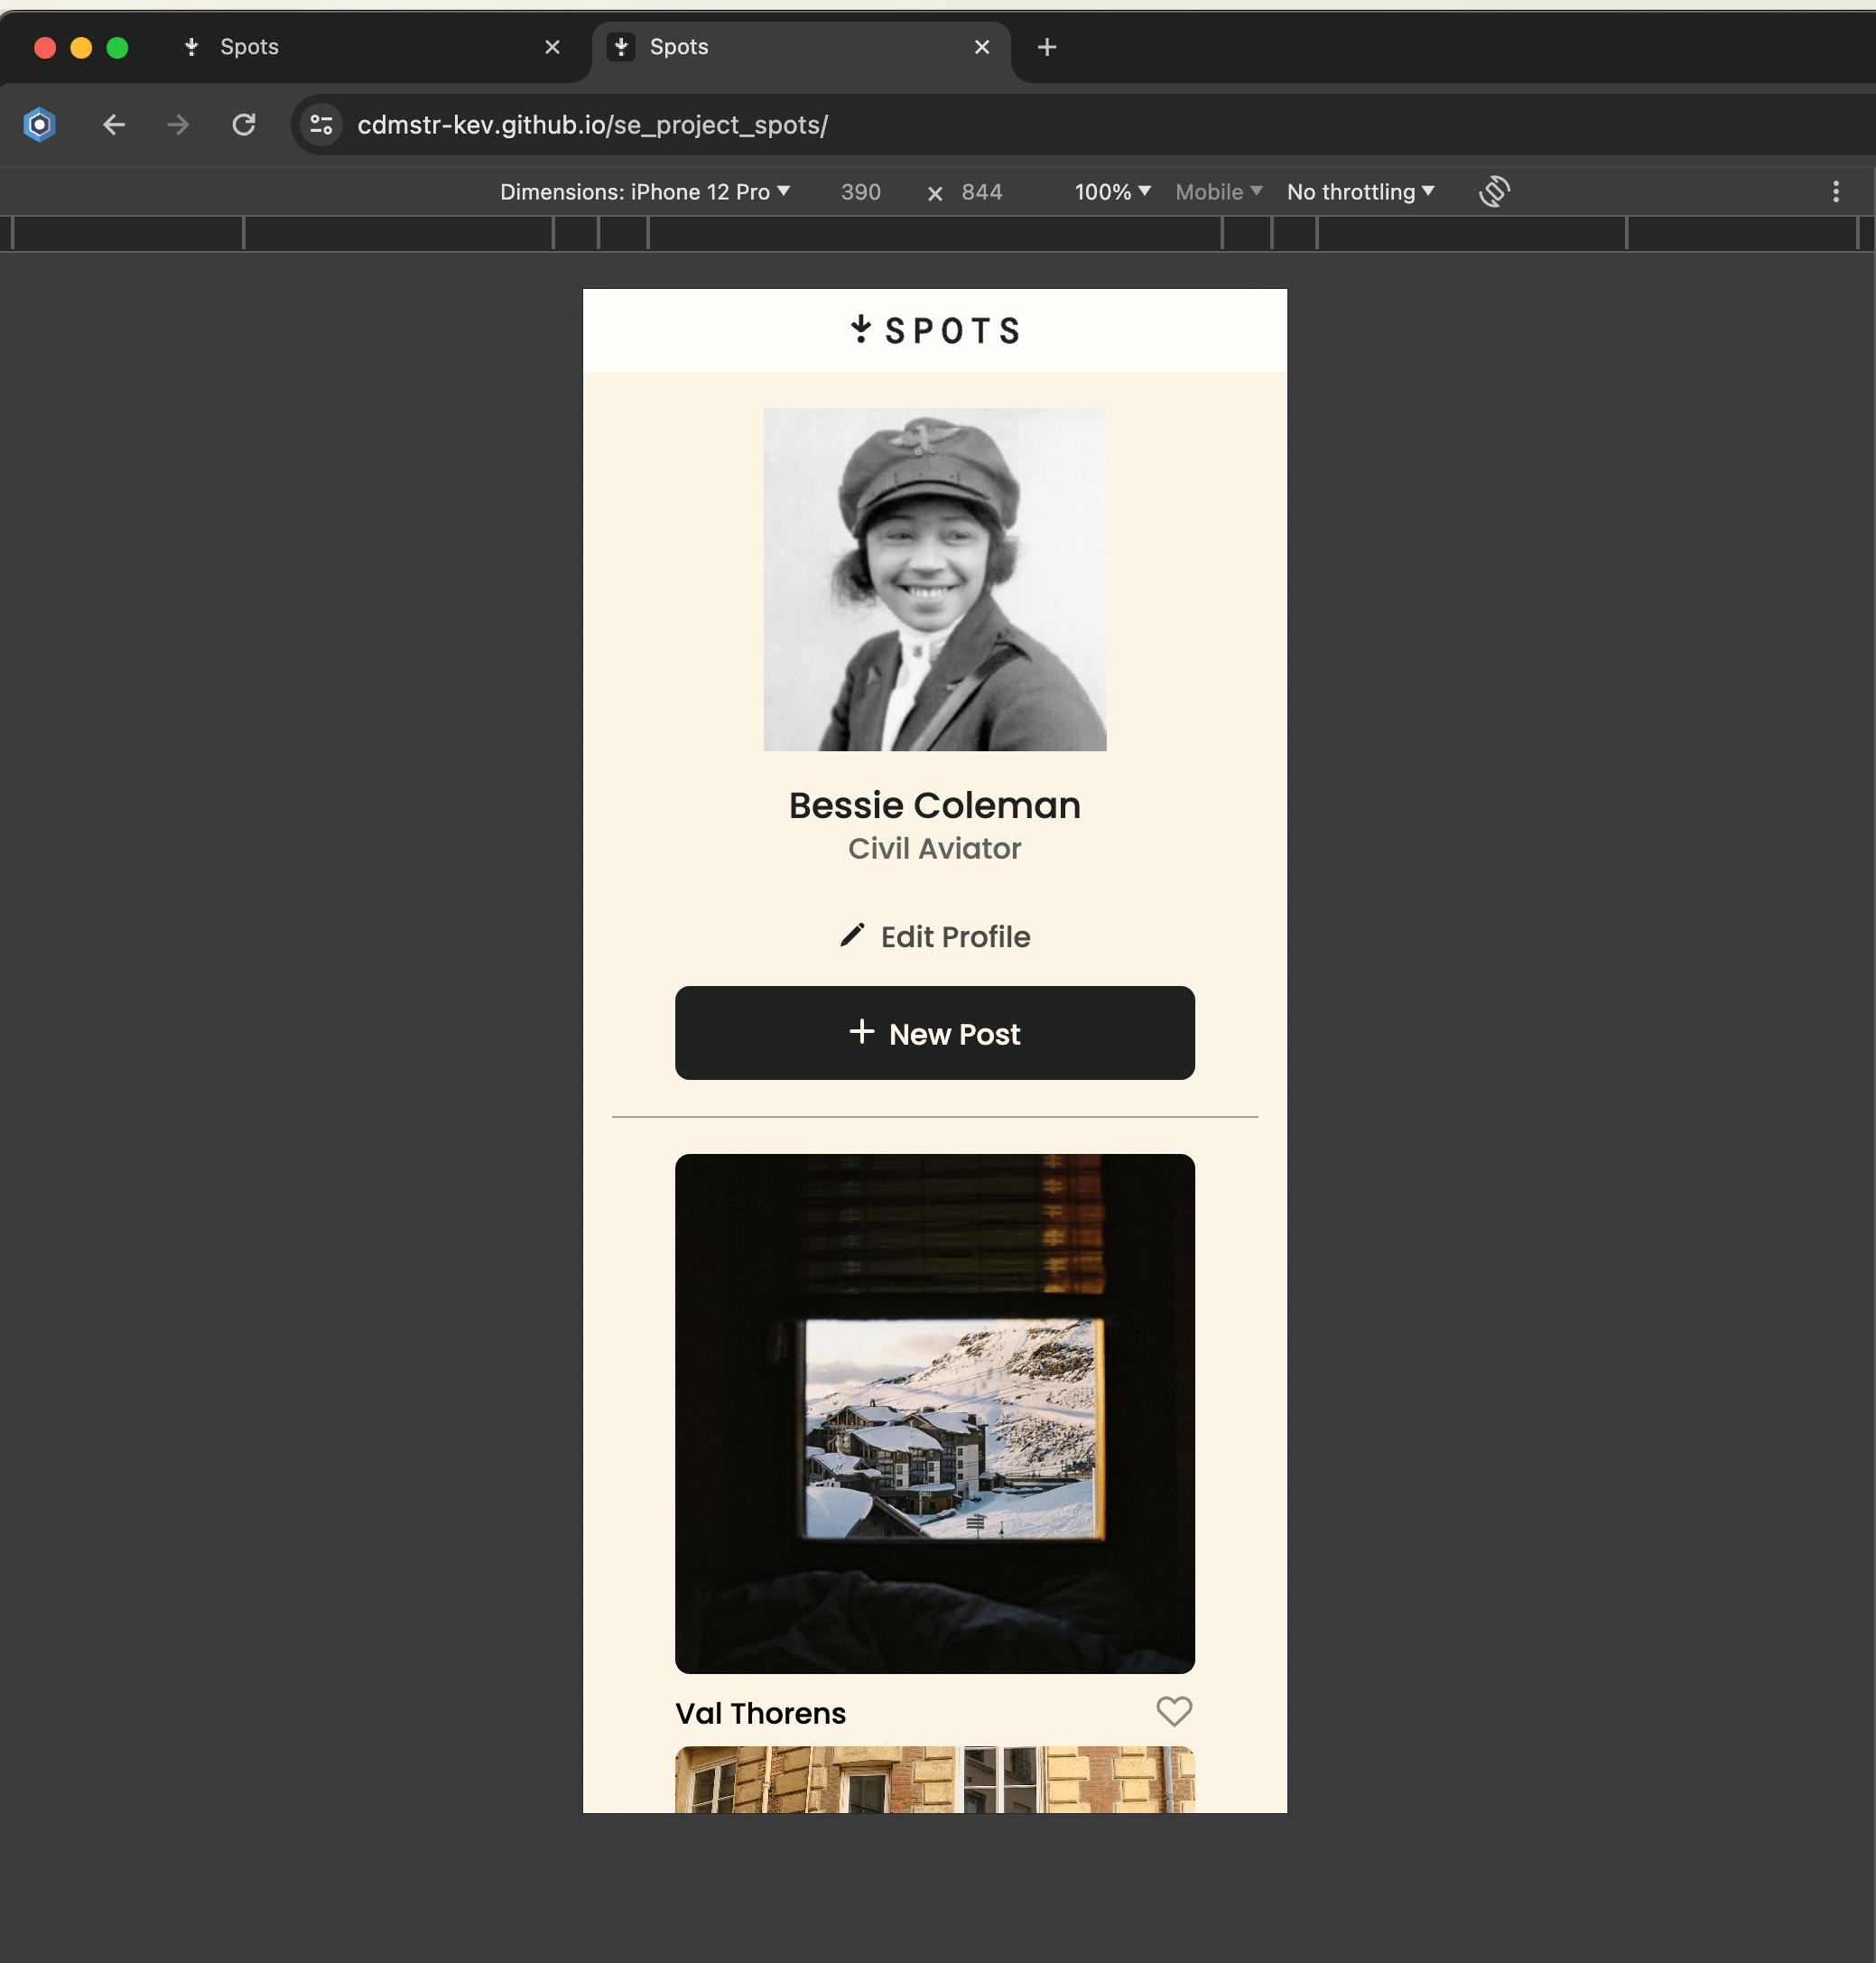 Spots
Spots
cdmstr-kev.github.io/se_project_spots/
Dimensions: iPhone 12 Pro 390 × 844 100% Mobile No throttling
SPOTS
Bessie Coleman
Civil Aviator
Edit Profile
New Post
Val Thorens